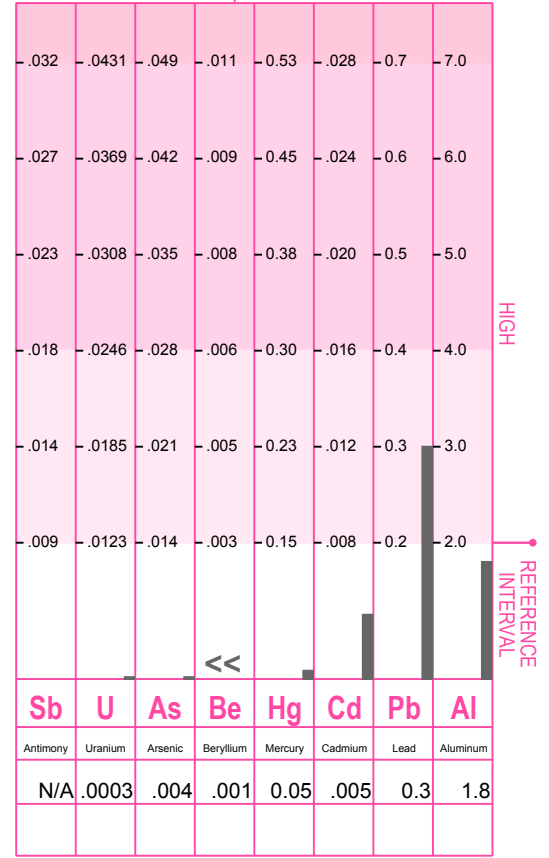 .032 .0431 .049 .011 0.53 .028 0.7 7.0
.027 .0369 .042 .009 0.45 .024 0.6 6.0
.023 .0308 .035 .008 0.38 .020 0.5 5.0
HIGH
.018 .0246 .028 .006 0.30 .016 0.4 4.0
.014 .0185 .021 .005 0.23 .012 0.3 3.0
.009 .0123 .014 .003 0.15 .008 0.2 2.0
REFERENCE
INTERVAL
<<
Sb U As Be Hg Cd Pb Al
Antimony Uranium Arsenic Beryllium Mercury Cadmium Lead Aluminum
N/A .0003 .004 .001 0.05 .005 0.3 1.8